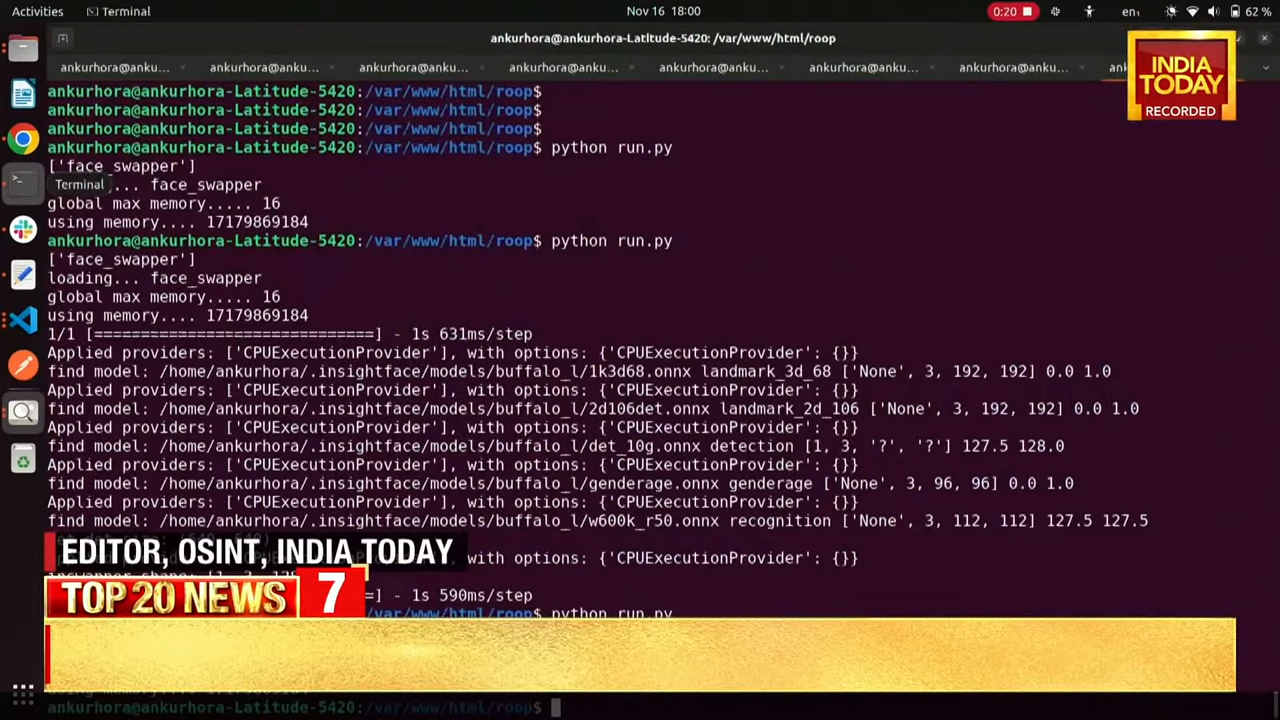 Activities
Terminal
Nov 16 18:00
0:20
en₁
62 %
ankurhora@ankurhora-Latitude-5420: /var/www/html/roop
ankurhora@anku...
ankurhora@anku...
ankurhora@anku...
ankurhora@anku...
ankurhora@anku...
ankurhora@anku...
ankurhora@anku...
INDIA
TODAY
RECORDED
ankurhora@ankurhora-Latitude-5420:/var/www/html/roop$
ankurhora@ankurhora-Latitude-5420:/var/www/html/roop$
ankurhora@ankurhora-Latitude-5420:/var/www/html/roop$
ankurhora@ankurhora-Latitude-5420:/var/www/html/roop$ python run.py
['face_swapper']
Terminal
... face_swapper
global max memory..... 16
using memory.... 17179869184
ankurhora@ankurhora-Latitude-5420:/var/www/html/roop$ python run.py
['face_swapper']
loading... face_swapper
global max memory..... 16
using memory.... 17179869184
1/1 [==============================] - 1s 631ms/step
Applied providers: ['CPUExecutionProvider'], with options: {'CPUExecutionProvider': {}}
find model: /home/ankurhora/.insightface/models/buffalo_l/1k3d68.onnx landmark_3d_68 ['None', 3, 192, 192] 0.0 1.0
Applied providers: ['CPUExecutionProvider'], with options: {'CPUExecutionProvider': {}}
find model: /home/ankurhora/.insightface/models/buffalo_l/2d106det.onnx landmark_2d_106 ['None', 3, 192, 192] 0.0 1.0
Applied providers: ['CPUExecutionProvider'], with options: {'CPUExecutionProvider': {}}
find model: /home/ankurhora/.insightface/models/buffalo_l/det_10g.onnx detection [1, 3, '?', '?'] 127.5 128.0
Applied providers: ['CPUExecutionProvider'], with options: {'CPUExecutionProvider': {}}
find model: /home/ankurhora/.insightface/models/buffalo_l/genderage.onnx genderage ['None', 3, 96, 96] 0.0 1.0
Applied providers: ['CPUExecutionProvider'], with options: {'CPUExecutionProvider': {}}
find model: /home/ankurhora/.insightface/models/buffalo_l/w600k_r50.onnx recognition ['None', 3, 112, 112] 127.5 127.5
EDITOR, OSINT, INDIA TODAY
with options: {'CPUExecutionProvider': {}}
TOP 20 NEWS 7
=] - 1s 590ms/step
/var/www/html/roop$ python run.py
ankurhora@ankurhora-Latitude-5420:/var/www/html/roop$